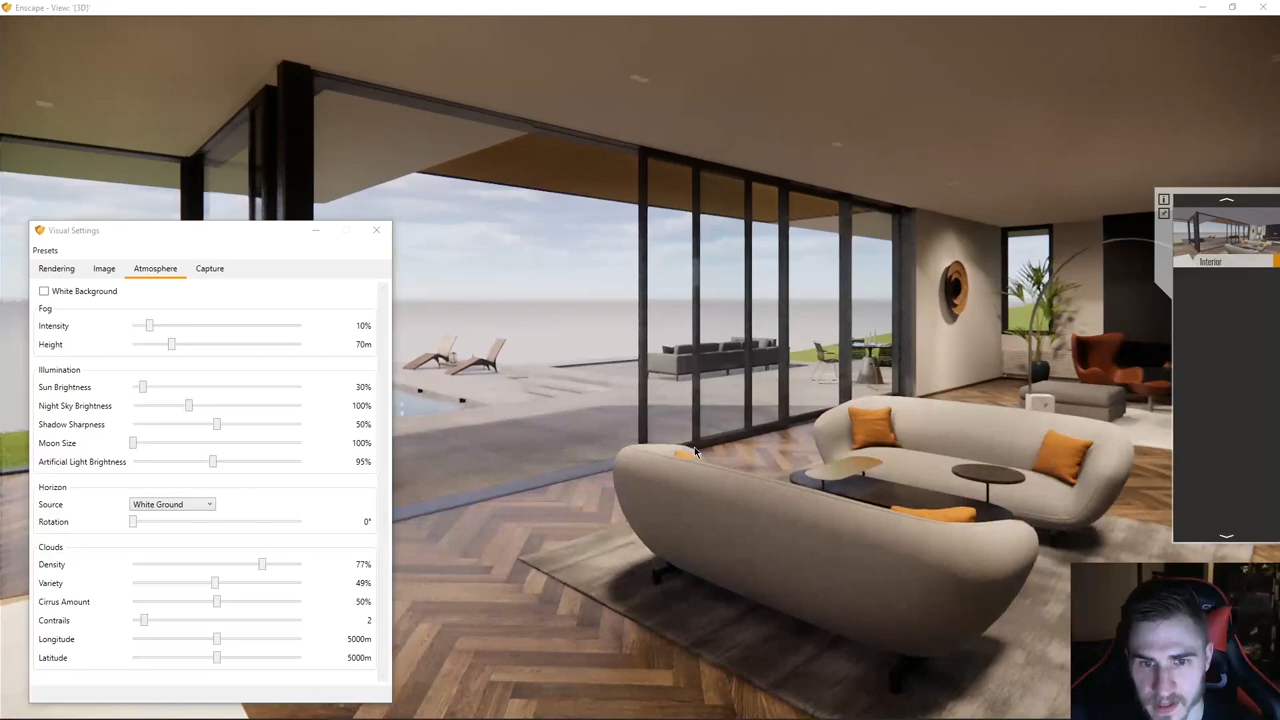 Enscape - View: '{3D}'
Visual Settings
Presets
Rendering Atmosphere Capture
Image
White Background
Fog
Intensity 10%
Height 70m
Illumination
Sun Brightness 30%
Night Sky Brightness 100%
Shadow Sharpness 50%
Moon Size 100%
Artificial Light Brightness 95%
Horizon
Source White Ground
Rotation 0°
Clouds
Density 77%
Variety 49%
Cirrus Amount 50%
Contrails 2
Longitude 5000m
Latitude 5000m
Interior